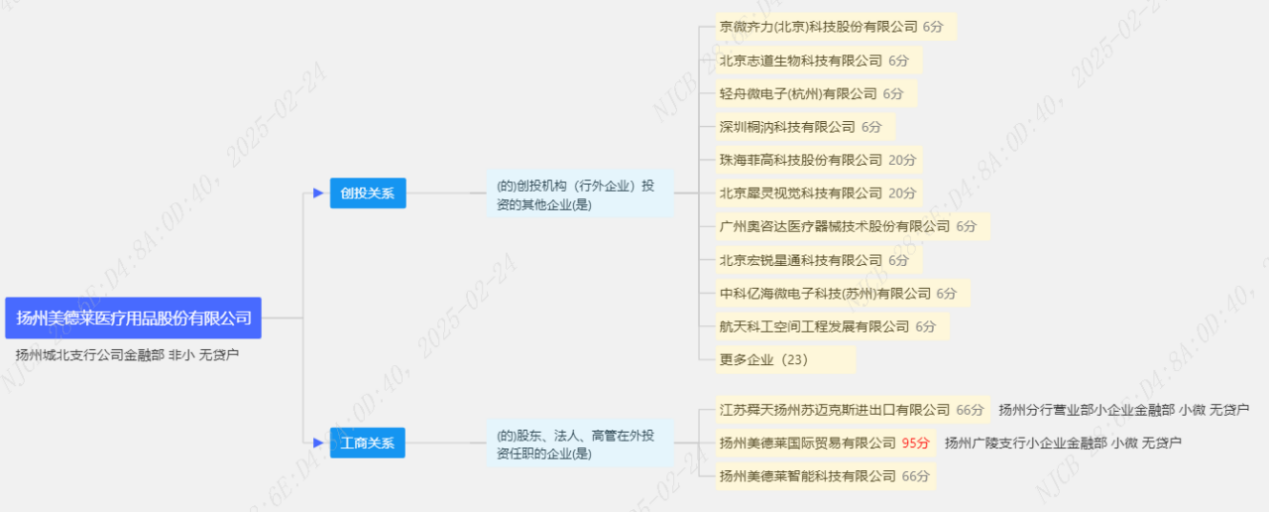 京微齐力(北京)科技股份有限公司 6分
北京志道生物科技有限公司 6分
轻舟微电子(杭州)有限公司 6分
深圳桐汭科技有限公司 6分
珠海菲高科技股份有限公司 20分
创投关系
(的)创投机构（行外企业）投
资的其他企业(是)
北京犀灵视觉科技有限公司 20分
广州奥咨达医疗器械技术股份有限公司 6分
北京宏锐星通科技有限公司 6分
中科亿海微电子科技(苏州)有限公司 6分
扬州美德莱医疗用品股份有限公司
航天科工空间工程发展有限公司 6分
扬州城北支行公司金融部 非小 无贷户
更多企业（23）
江苏舜天扬州苏迈克斯进出口有限公司 66分 扬州分行营业部小企业金融部 小微 无贷户
工商关系
(的)股东、法人、高管在外投
资任职的企业(是)
扬州美德莱国际贸易有限公司 95分 扬州广陵支行小企业金融部 小微 无贷户
扬州美德莱智能科技有限公司 66分